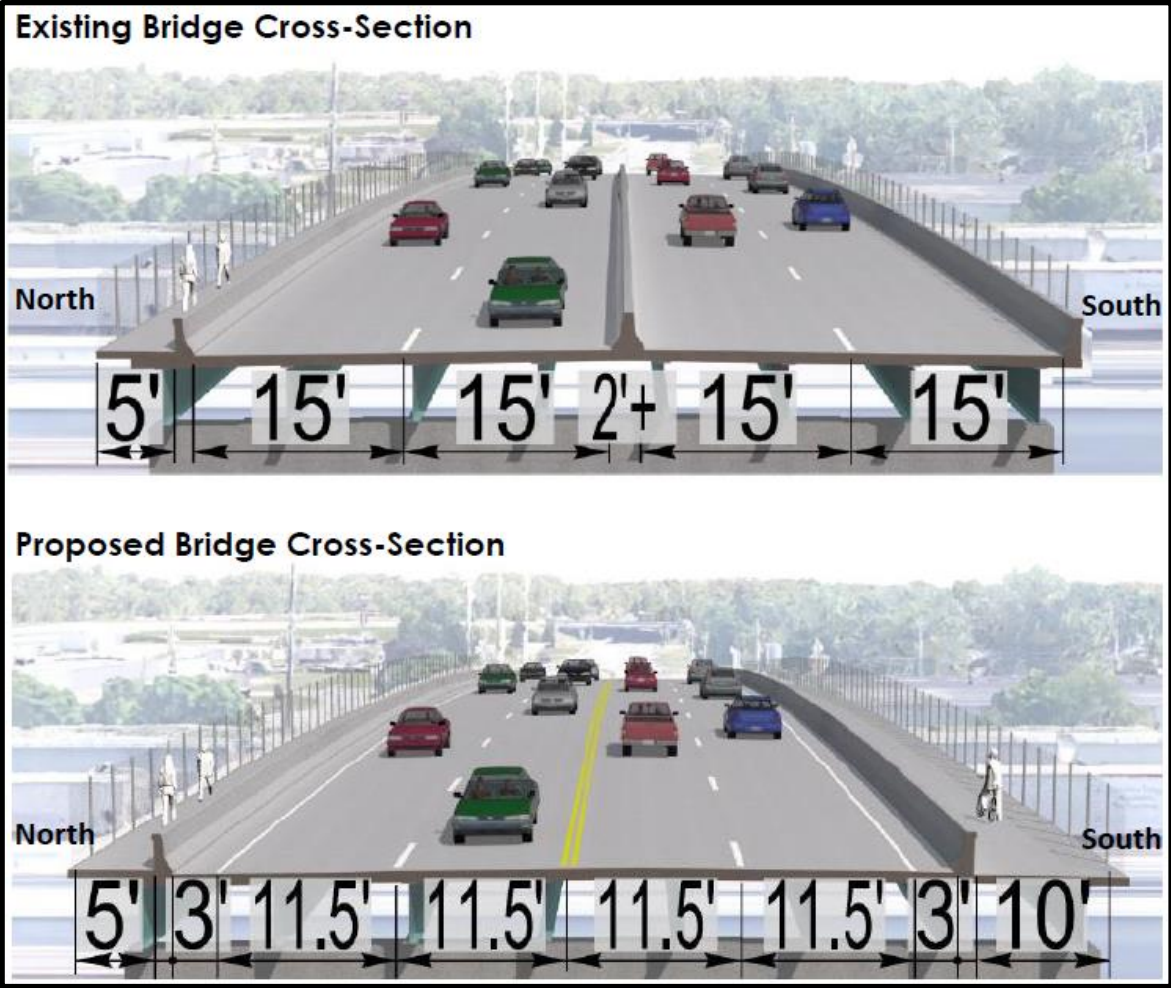 Existing Bridge Cross-Section
North
South
5' 15' 15' 2'+ 15' 15'
Proposed Bridge Cross-Section
North
South
5' 3' 11.5' 11.5' 11.5' 11.5' 3' 10'